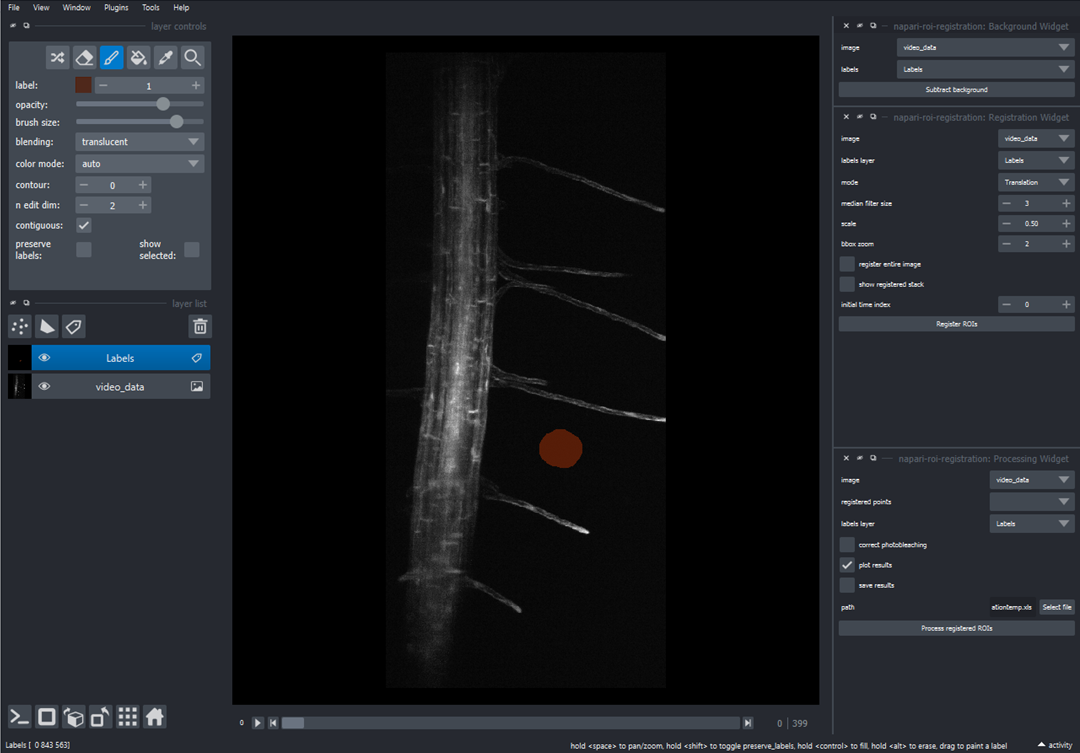 File View Window Plugins Tools Help
layer controls
label: 1
opacity:
brush size:
blending: translucent
color mode: auto
contour: 0
n edit dim: 2
contiguous:
preserve labels: show selected:
layer list
Labels
video_data
napari-roi-registration: Background Widget
image video_data
labels Labels
Subtract background
napari-roi-registration: Registration Widget
image video_data
labels layer Labels
mode Translation
median filter size 3
scale 0.50
bbox zoom 2
register entire image
show registered stack
initial time index 0
Register ROIs
napari-roi-registration: Processing Widget
image video_data
registered points
labels layer Labels
correct photobleaching
plot results
save results
path ationtemp.xls Select file
Process registered ROIs
0 0 | 399
Labels [ 0 843 563]
hold <space> to pan/zoom, hold <shift> to toggle preserve_labels, hold <control> to fill, hold <alt> to erase, drag to paint a label
activity